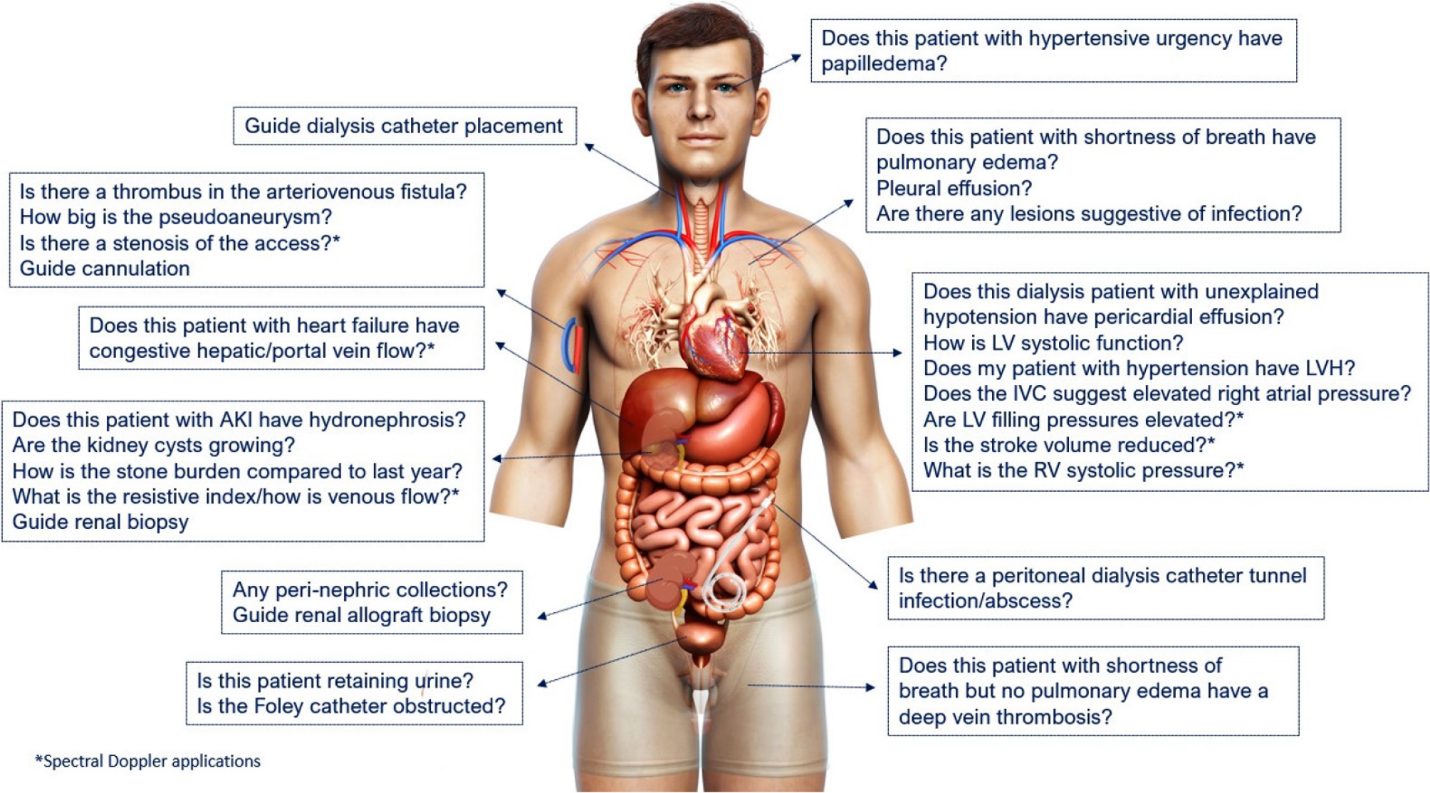 Does this patient with hypertensive urgency have
papilledema?
Guide dialysis catheter placement
Does this patient with shortness of breath have
pulmonary edema?
Pleural effusion?
Are there any lesions suggestive of infection?
Is there a thrombus in the arteriovenous fistula?
How big is the pseudoaneurysm?
Is there a stenosis of the access?*
Guide cannulation
Does this dialysis patient with unexplained
hypotension have pericardial effusion?
How is LV systolic function?
Does my patient with hypertension have LVH?
Does the IVC suggest elevated right atrial pressure?
Are LV filling pressures elevated?*
Is the stroke volume reduced?*
What is the RV systolic pressure?*
Does this patient with heart failure have
congestive hepatic/portal vein flow?*
Does this patient with AKI have hydronephrosis?
Are the kidney cysts growing?
How is the stone burden compared to last year?
What is the resistive index/how is venous flow?*
Guide renal biopsy
Is there a peritoneal dialysis catheter tunnel
infection/abscess?
Any peri-nephric collections?
Guide renal allograft biopsy
Does this patient with shortness of
breath but no pulmonary edema have a
deep vein thrombosis?
Is this patient retaining urine?
Is the Foley catheter obstructed?
*Spectral Doppler applications